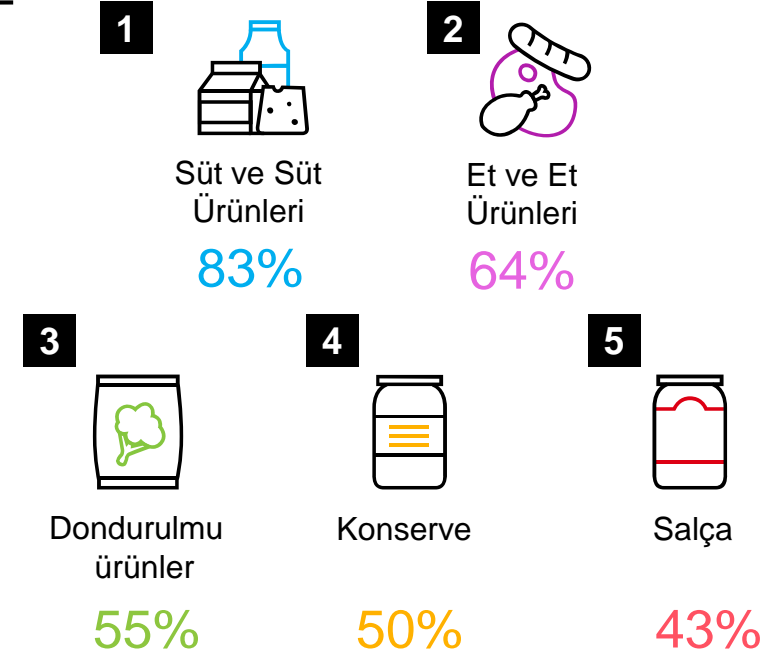 1
Süt ve Süt
Ürünleri
83%
2
Et ve Et
Ürünleri
64%
3
Dondurulmu
ürünler
55%
4
Konserve
50%
5
Salça
43%